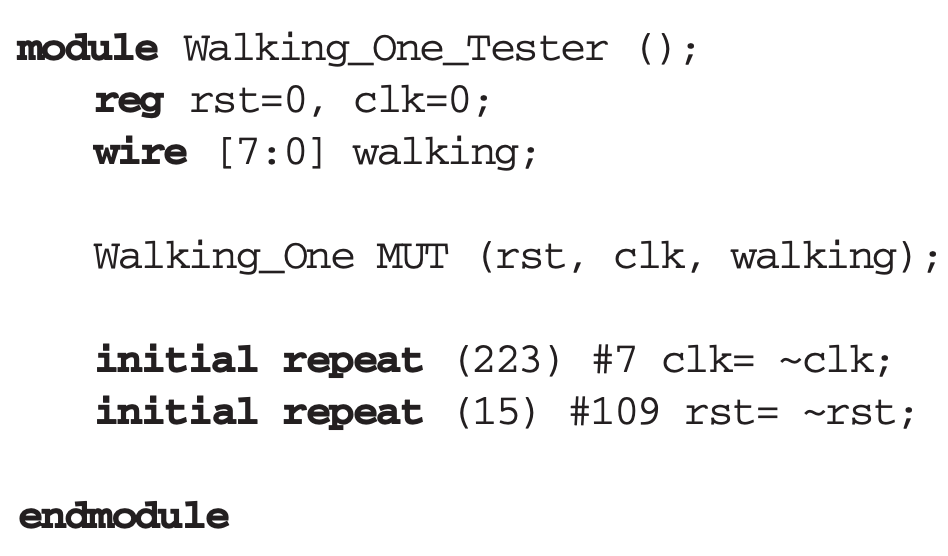 module Walking_One_Tester ();
reg rst=0, clk=0;
wire [7:0] walking;
Walking_One MUT (rst, clk, walking);
initial repeat (223) #7 clk= ~clk;
initial repeat (15) #109 rst= ~rst;
endmodule